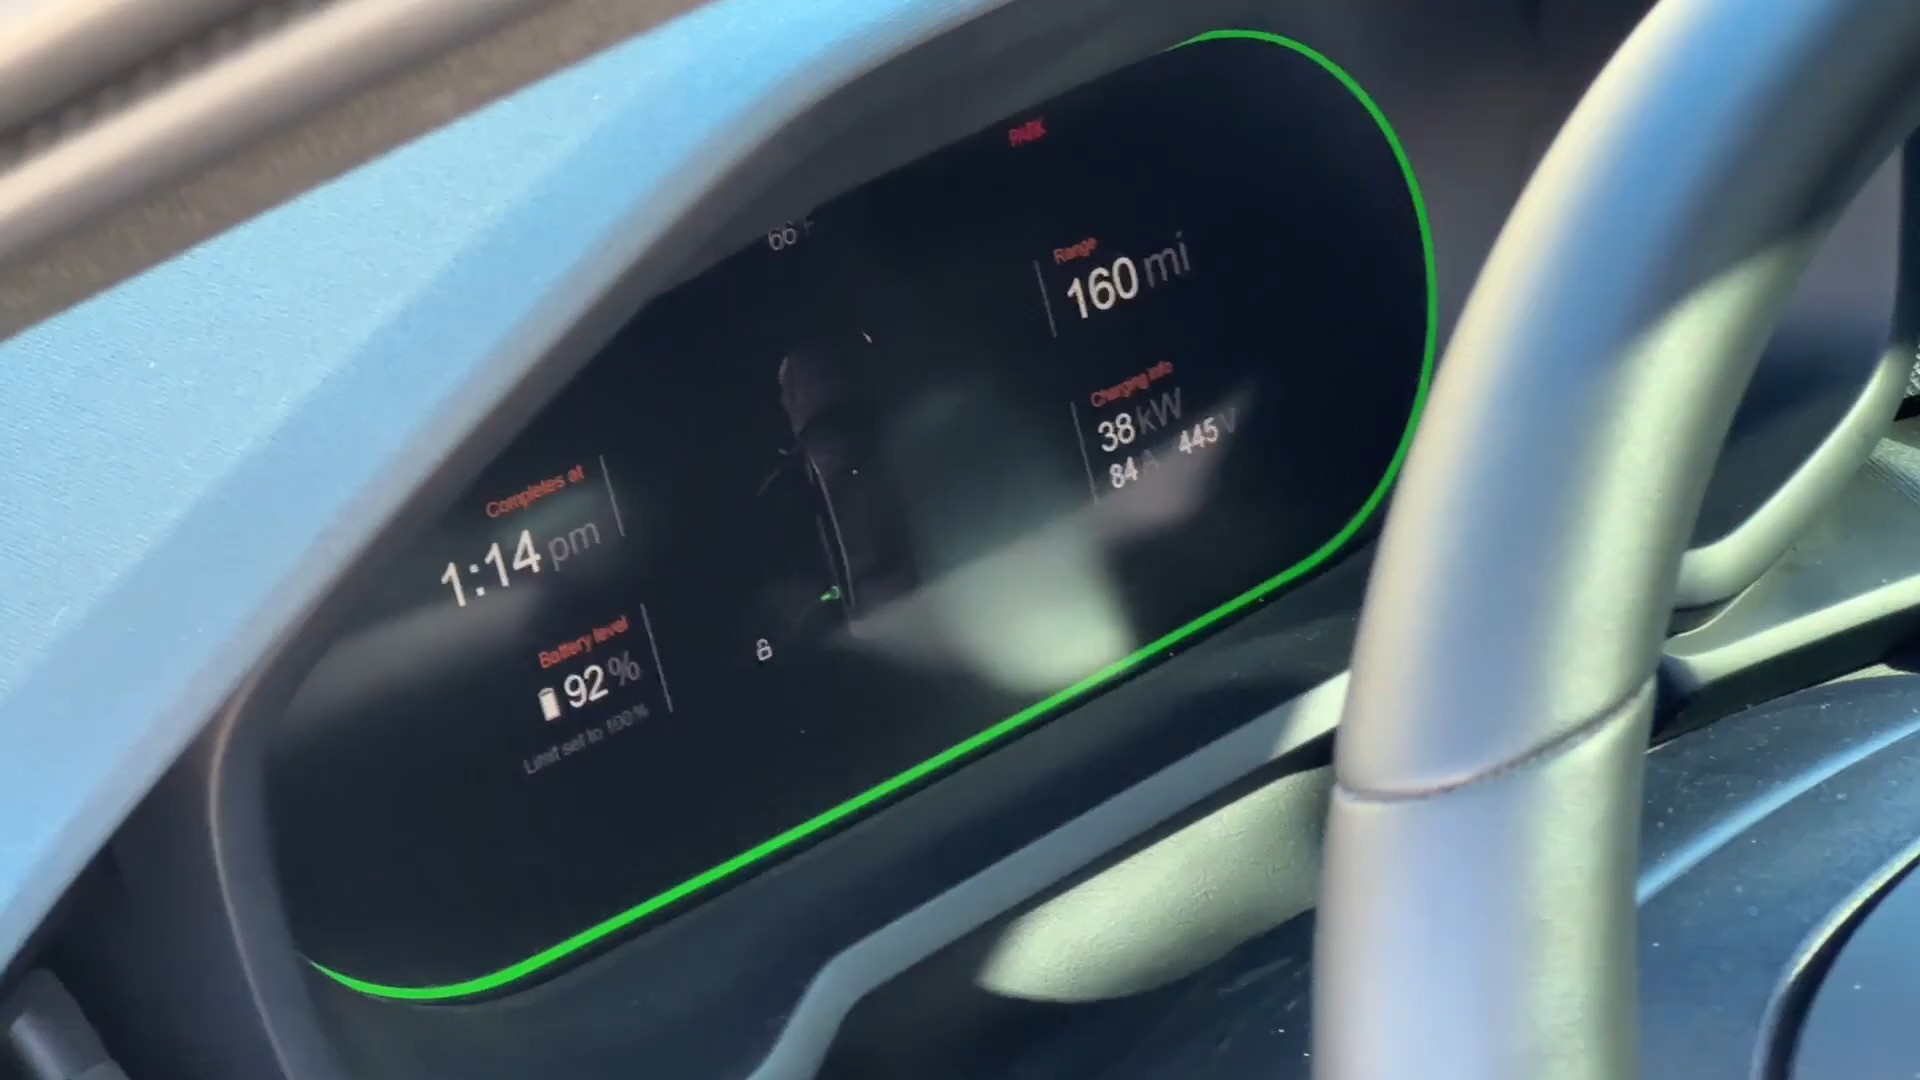 PARK
66 F
Range
160 mi
Charging info
38 kW
84 A 445 V
Completes at
1:14 pm
Battery level
92 %
Limit set to 100%